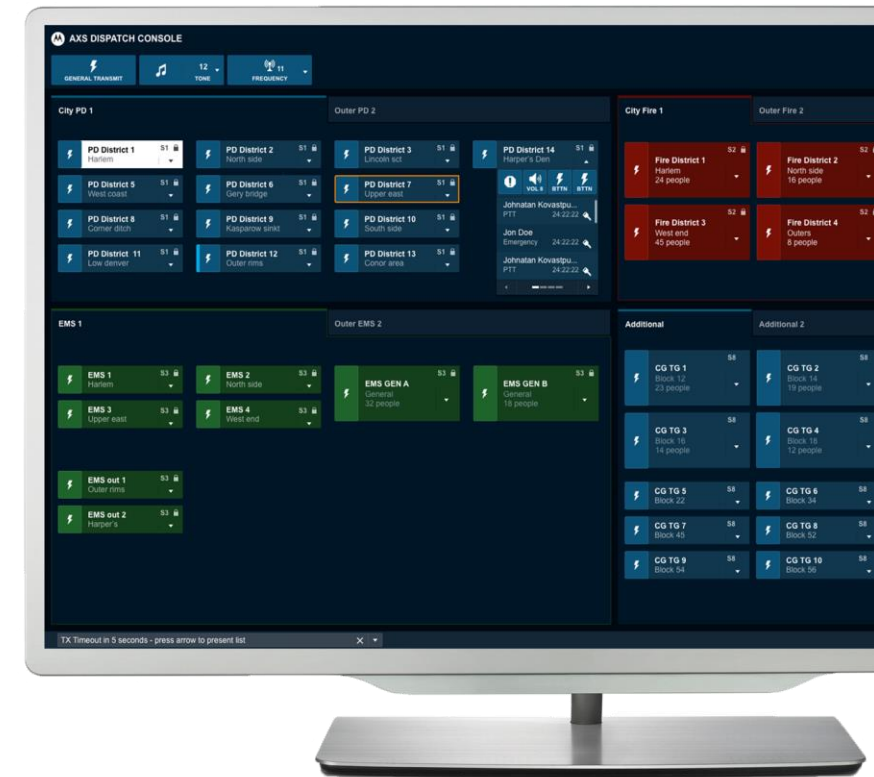 AXS DISPATCH CONSOLE
GENERAL TRANSMIT
12
TONE
11
FREQUENCY
City PD 1
Outer PD 2
PD District 1 S1
Harlem
PD District 2 S1
North side
PD District 3 S1
Lincoln sct
PD District 14 S1
Harper's Den
PD District 5 S1
West coast
PD District 6 S1
Gery bridge
PD District 7 S1
Upper east
VOL 8 BTTN BTTN
PD District 8 S1
Corner ditch
PD District 9 S1
Kasparow sinkt
PD District 10 S1
South side
Johnatan Kovastpu...
PTT 24:22:22
Jon Doe
Emergency 24:22:22
PD District 11 S1
Low denver
PD District 12 S1
Outer rims
PD District 13 S1
Conor area
Johnatan Kovastpu...
PTT 24:22:22
City Fire 1
Outer Fire 2
Fire District 1 S2
Harlem
24 people
Fire District 2 S2
North side
16 people
Fire District 3 S2
West end
45 people
Fire District 4 S2
Outers
8 people
EMS 1
Outer EMS 2
EMS 1 S3
Harlem
EMS 2 S3
North side
EMS GEN A S3
General
32 people
EMS GEN B S3
General
18 people
EMS 3 S3
Upper east
EMS 4 S3
West end
EMS out 1 S3
Outer rims
EMS out 2 S3
Harper's
Additional
Additional 2
CG TG 1 S8
Block 12
23 people
CG TG 2 S8
Block 14
19 people
CG TG 3 S8
Block 16
14 people
CG TG 4 S8
Block 18
12 people
CG TG 5 S8
Block 22
CG TG 6 S8
Block 34
CG TG 7 S8
Block 45
CG TG 8 S8
Block 52
CG TG 9 S8
Block 54
CG TG 10 S8
Block 56
TX Timeout in 5 seconds - press arrow to present list